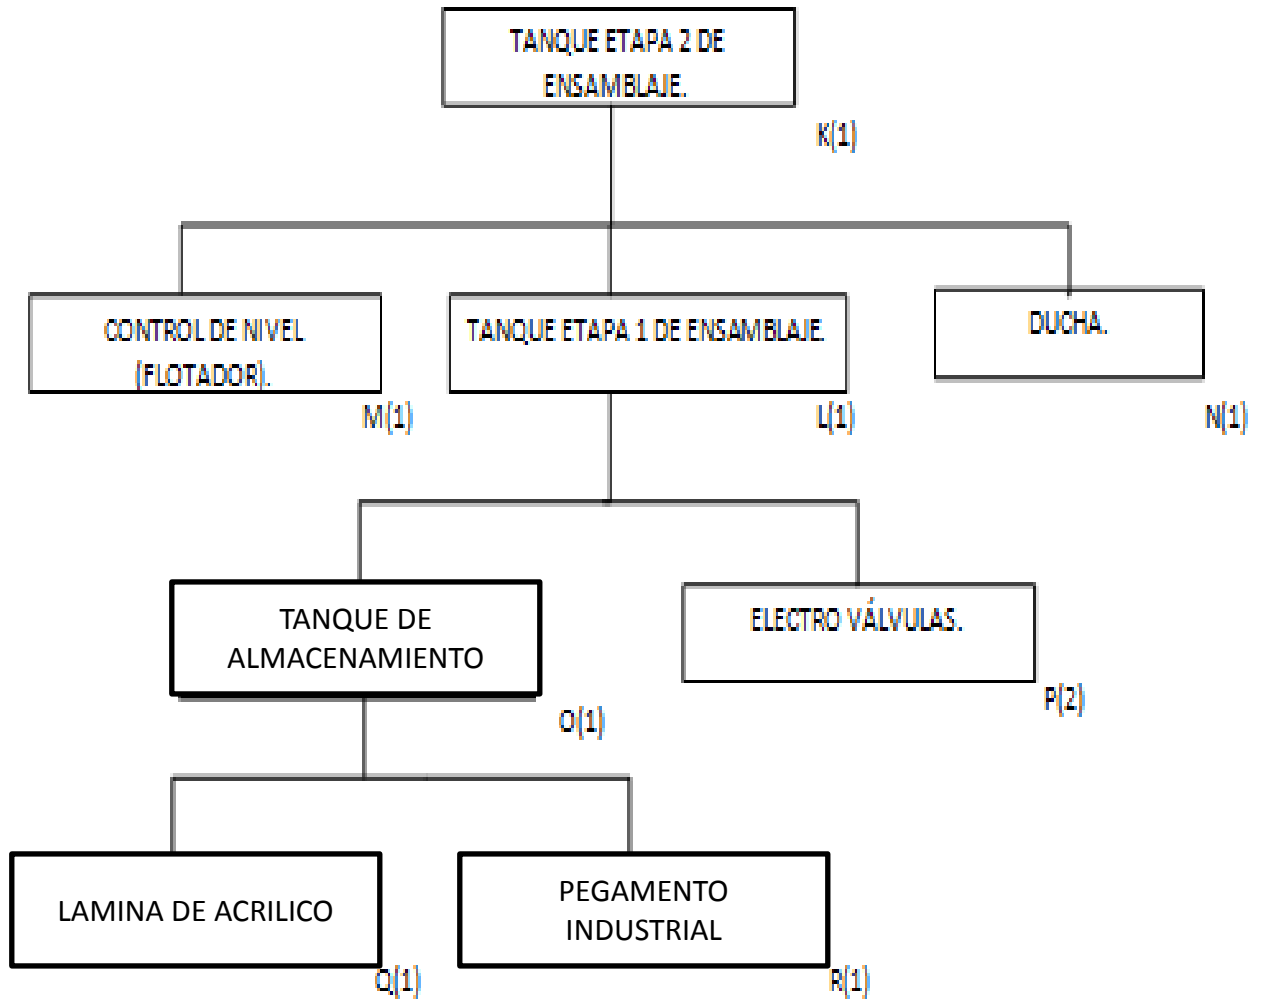 TANQUE ETAPA 2 DE
ENSAMBLAJE.
K(1)
CONTROL DE NIVEL
(FLOTADOR).
M(1)
TANQUE ETAPA 1 DE ENSAMBLAJE.
L(1)
DUCHA.
N(1)
TANQUE DE
ALMACENAMIENTO
O(1)
ELECTRO VÁLVULAS.
P(2)
LAMINA DE ACRILICO
Q(1)
PEGAMENTO
INDUSTRIAL
R(1)